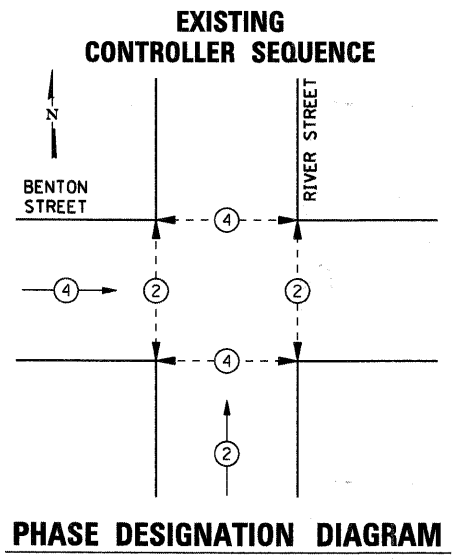 EXISTING
CONTROLLER SEQUENCE
N
RIVER STREET
BENTON
STREET
4
4
2
2
4
2
PHASE DESIGNATION DIAGRAM